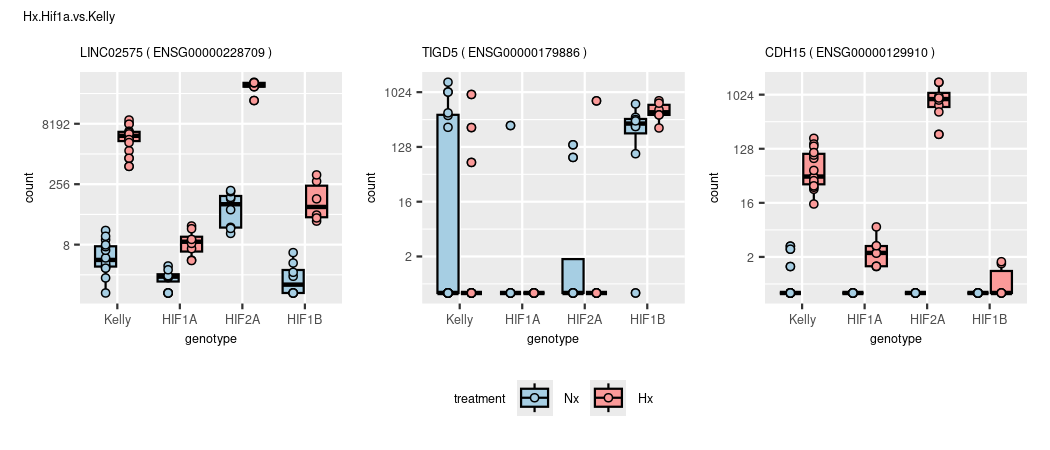 Hx.Hif1a.vs.Kelly
LINC02575 ( ENSG00000228709 )
8192
256
8
count
Kelly HIF1A HIF2A HIF1B
genotype
TIGD5 ( ENSG00000179886 )
1024
128
16
2
count
Kelly HIF1A HIF2A HIF1B
genotype
CDH15 ( ENSG00000129910 )
1024
128
16
2
count
Kelly HIF1A HIF2A HIF1B
genotype
treatment Nx Hx